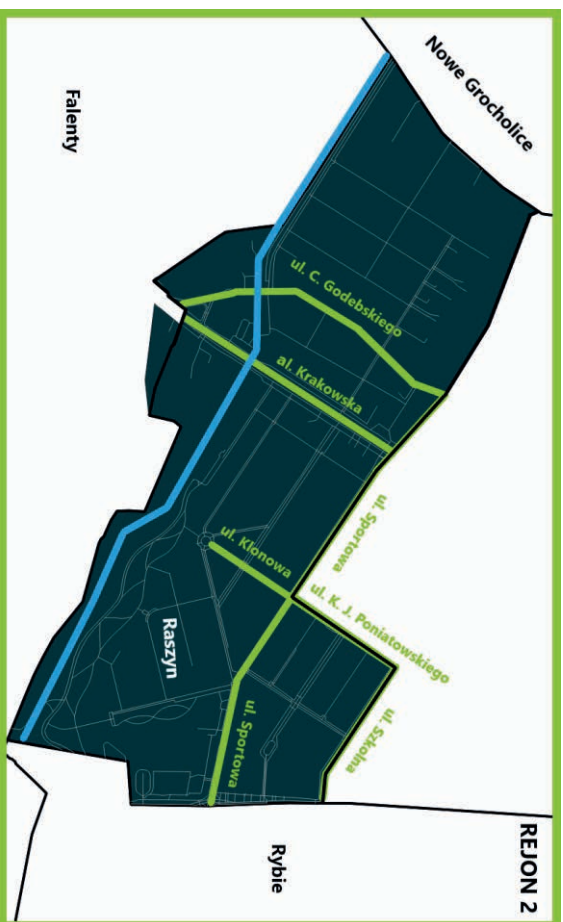 Nowe Grocholice
Falenty
ul. C. Godebskiego
al. Krakowska
ul. Sportowa
ul. Klonowa
ul. K. J. Poniatowskiego
Raszyn
ul. Sportowa
ul. Szkolna
REJON 2
Rybie